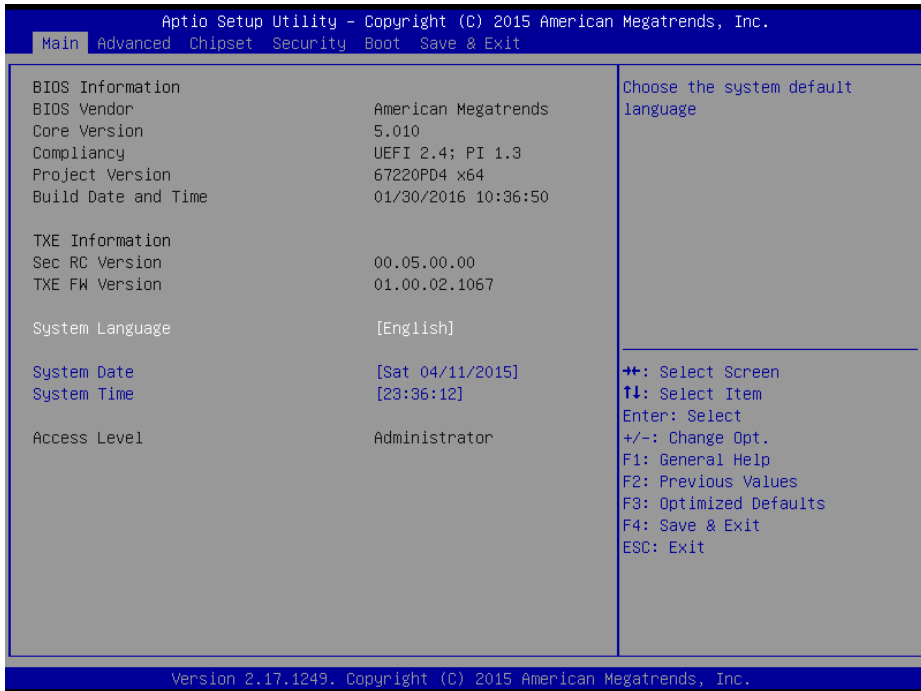 Aptio Setup Utility – Copyright (C) 2015 American Megatrends, Inc.
Main Advanced Chipset Security Boot Save & Exit
BIOS Information
BIOS Vendor American Megatrends
Core Version 5.010
Compliancy UEFI 2.4; PI 1.3
Project Version 67220PD4 x64
Build Date and Time 01/30/2016 10:36:50
TXE Information
Sec RC Version 00.05.00.00
TXE FW Version 01.00.02.1067
System Language [English]
System Date [Sat 04/11/2015]
System Time [23:36:12]
Access Level Administrator
Choose the system default
language
→←: Select Screen
↑↓: Select Item
Enter: Select
+/-: Change Opt.
F1: General Help
F2: Previous Values
F3: Optimized Defaults
F4: Save & Exit
ESC: Exit
Version 2.17.1249. Copyright (C) 2015 American Megatrends, Inc.